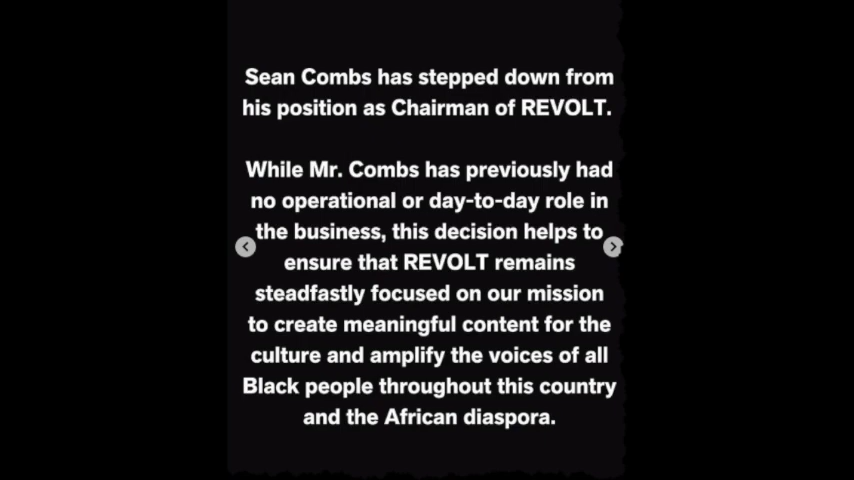 Sean Combs has stepped down from
his position as Chairman of REVOLT.
While Mr. Combs has previously had
no operational or day-to-day role in
the business, this decision helps to
ensure that REVOLT remains
steadfastly focused on our mission
to create meaningful content for the
culture and amplify the voices of all
Black people throughout this country
and the African diaspora.